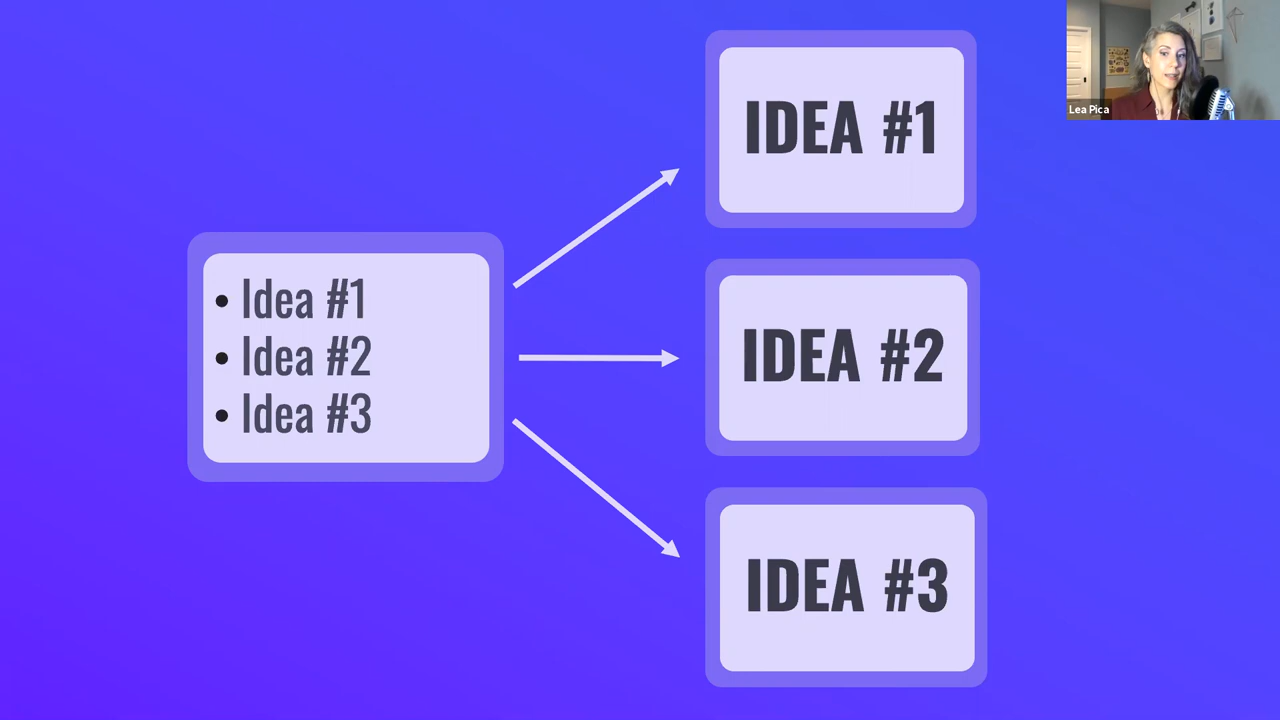 • Idea #1
• Idea #2
• Idea #3
IDEA #1
IDEA #2
IDEA #3
Lea Pica